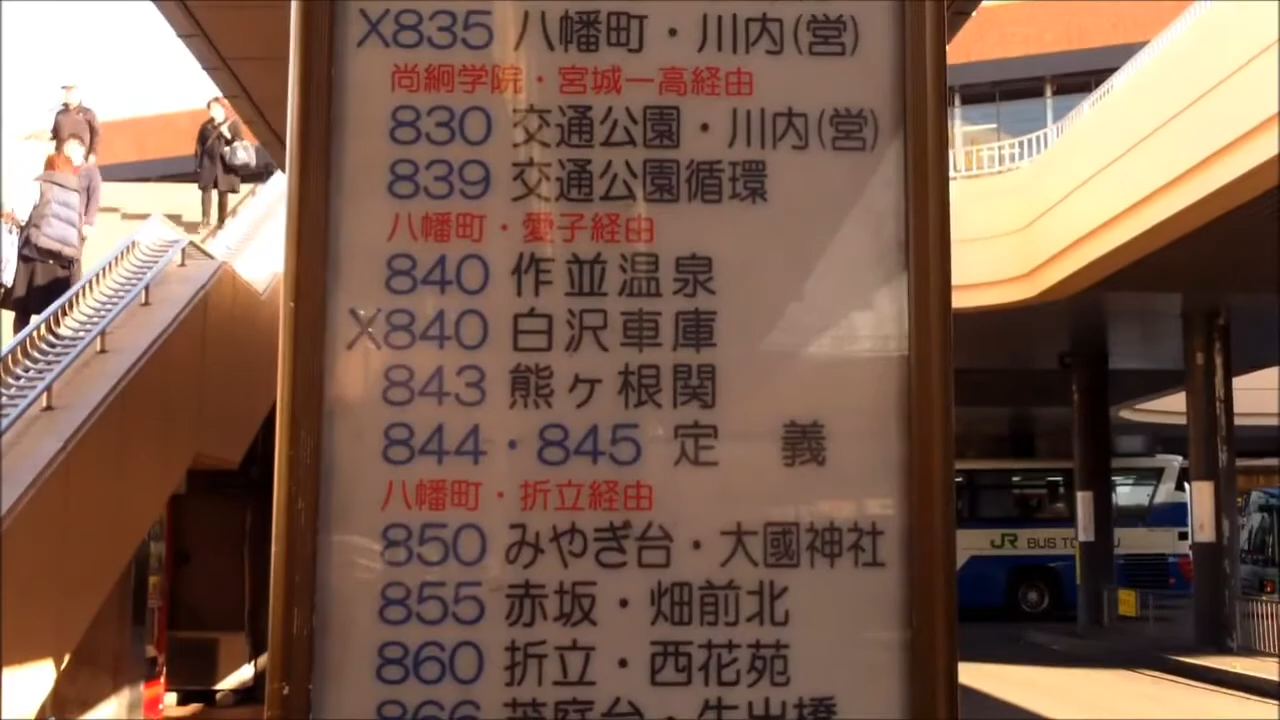 X835 八幡町・川内(営)
尚絅学院・宮城一高経由
830 交通公園・川内(営)
839 交通公園循環
八幡町・愛子経由
840 作並温泉
X840 白沢車庫
843 熊ヶ根関
844・845 定 義
八幡町・折立経由
850 みやぎ台・大國神社
855 赤坂・畑前北
860 折立・西花苑
JR BUS TO